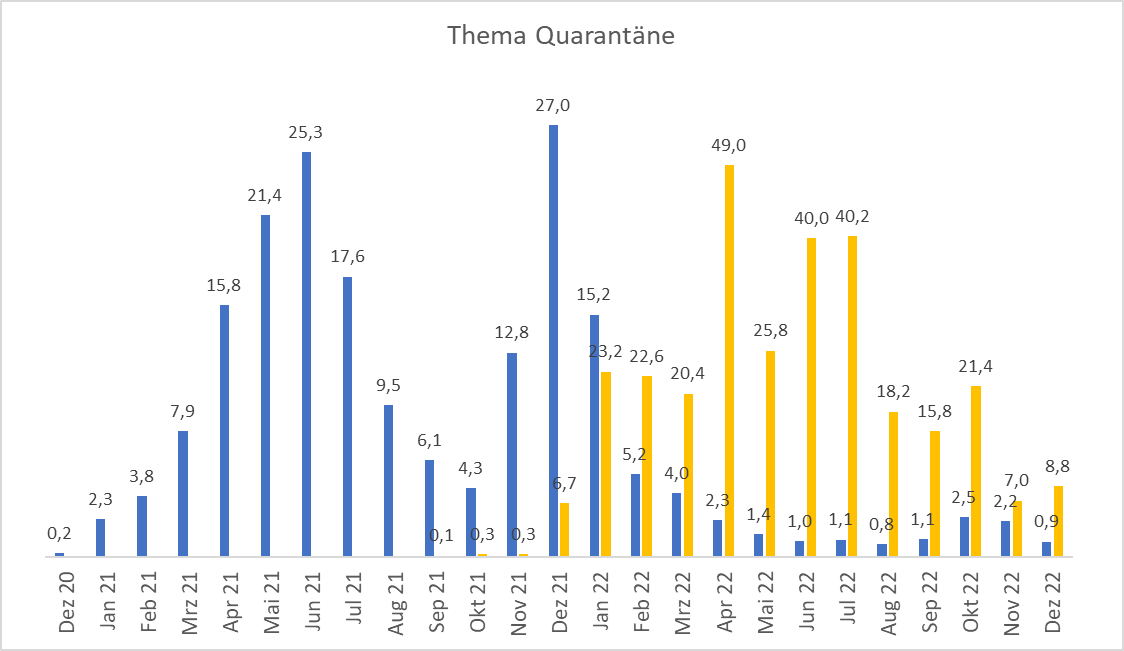 Thema Quarantäne
0,2
2,3
3,8
7,9
15,8
21,4
25,3
17,6
9,5
6,1
0,1
4,3
0,3
12,8
0,3
27,0
6,7
15,2
23,2
5,2
22,6
4,0
20,4
2,3
49,0
1,4
25,8
1,0
40,0
1,1
40,2
0,8
18,2
1,1
15,8
2,5
21,4
2,2
7,0
0,9
8,8
Dez 20
Jan 21
Feb 21
Mrz 21
Apr 21
Mai 21
Jun 21
Jul 21
Aug 21
Sep 21
Okt 21
Nov 21
Dez 21
Jan 22
Feb 22
Mrz 22
Apr 22
Mai 22
Jun 22
Jul 22
Aug 22
Sep 22
Okt 22
Nov 22
Dez 22